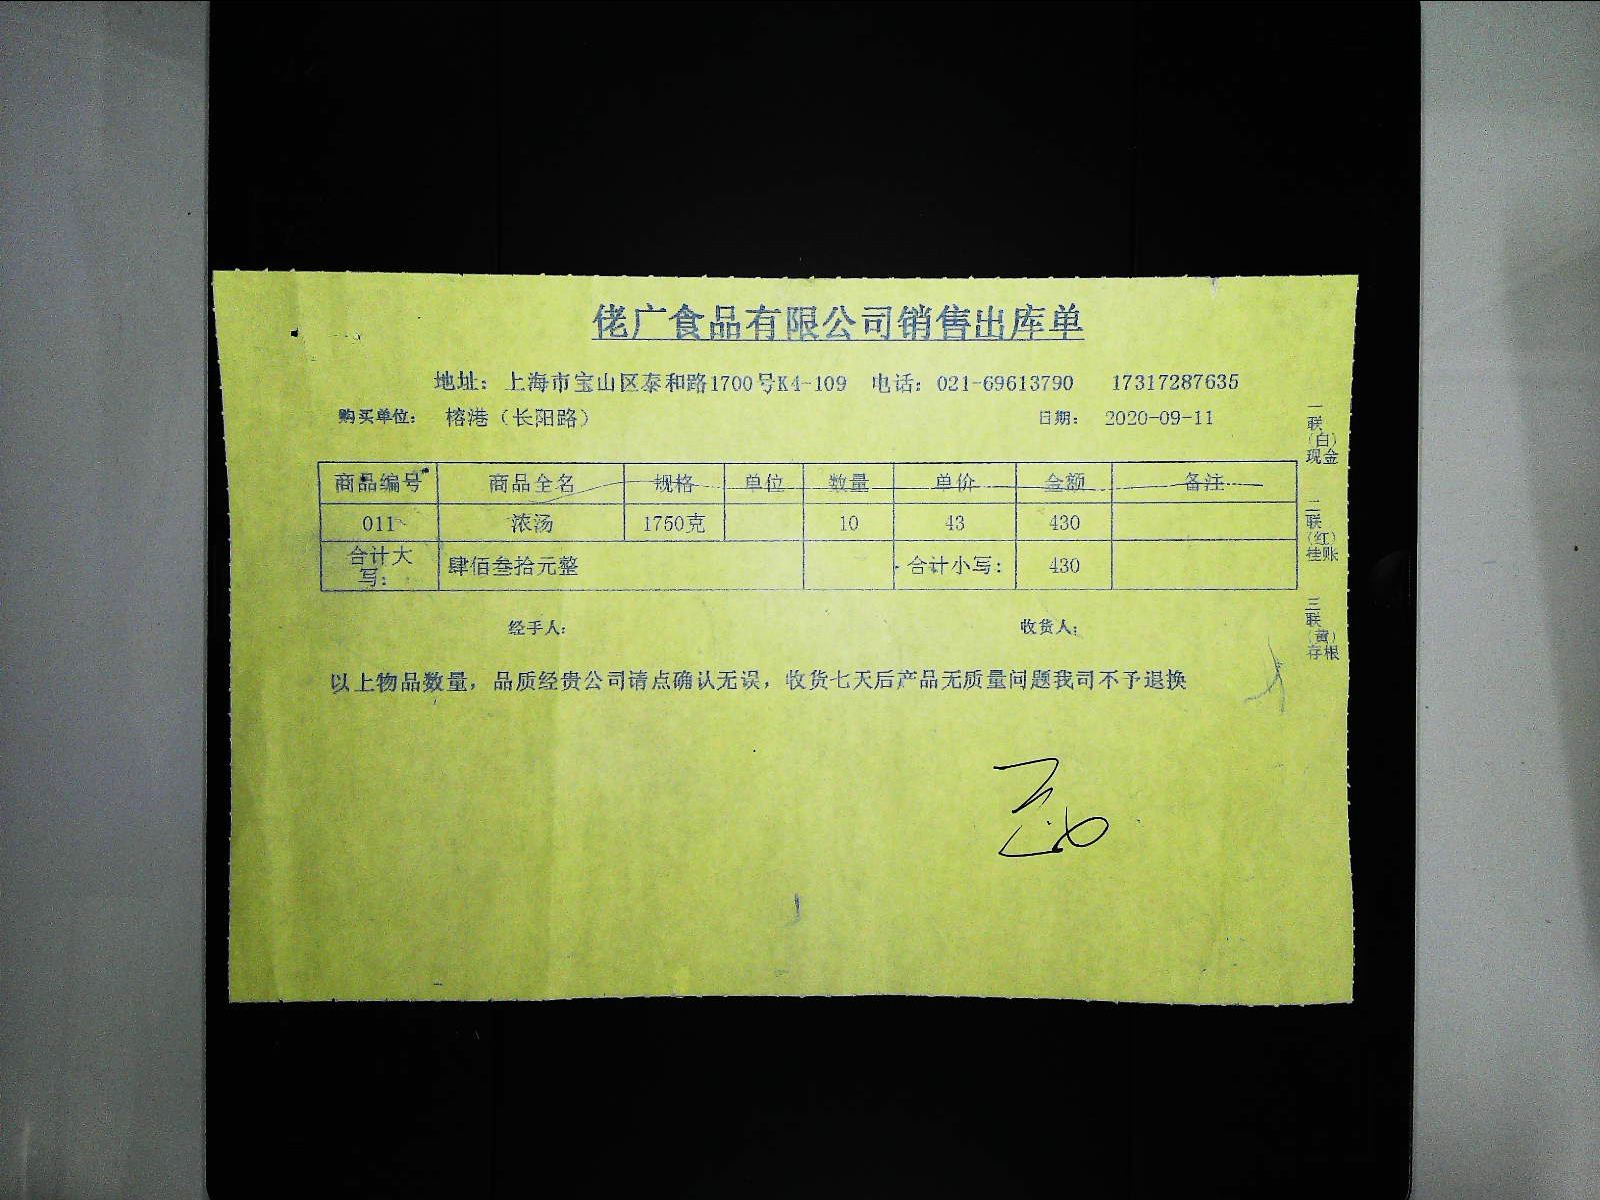 佬广食品有限公司销售出库单
地址: 上海市宝山区泰和路1700号K4-109 电话: 021-69613790 17317287635
购买单位: 榕港（长阳路） 日期: 2020-09-11
商品编号 商品全名 规格 单位 数量 单价 金额 备注
011 浓汤 1750克 10 43 430
合计大写: 肆佰叁拾元整 合计小写: 430
经手人: 收货人:
以上物品数量，品质经贵公司请点确认无误，收货七天后产品无质量问题我司不予退换
一联（白）现金
二联（红）挂账
三联（黄）存根